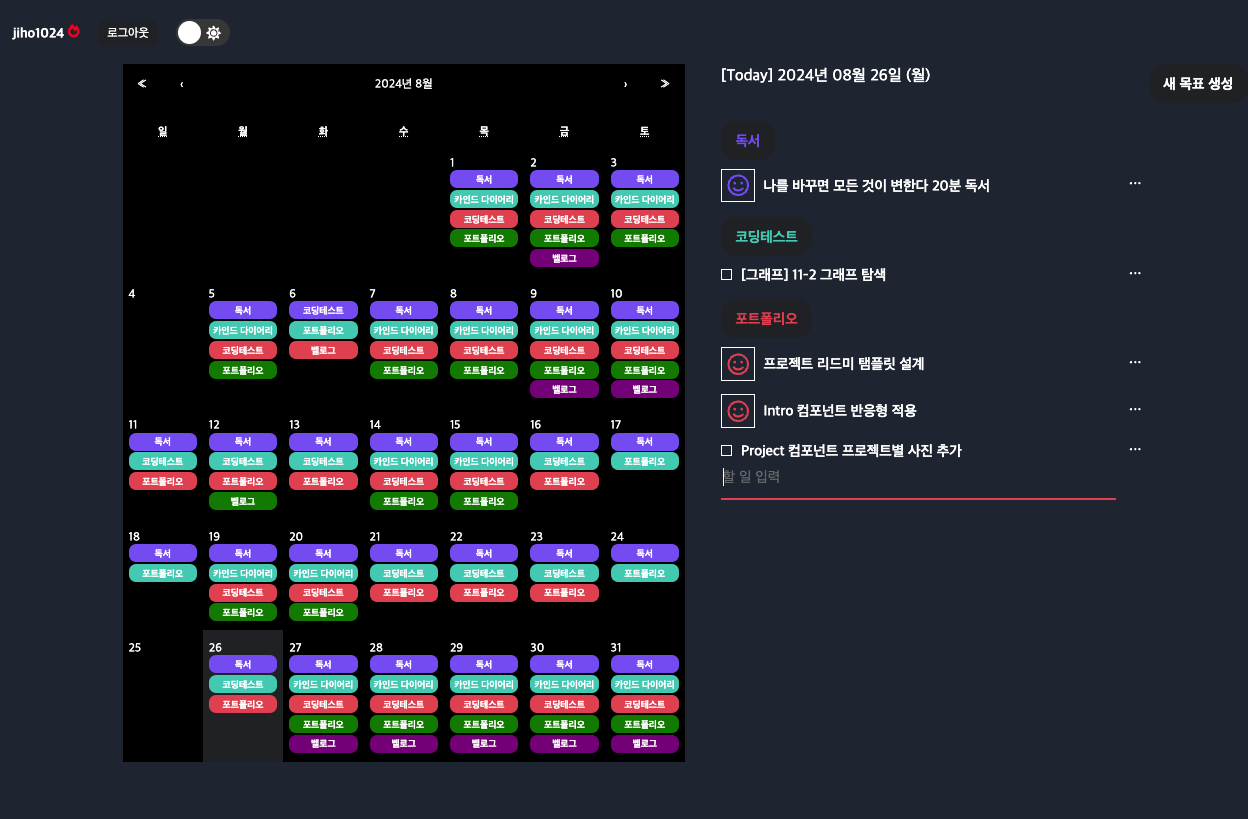 jiho1024 로그아웃
« ‹ 2024년 8월 › »
일 월 화 수 목 금 토
1 2 3
독서 독서 독서
카인드 다이어리 카인드 다이어리 카인드 다이어리
코딩테스트 코딩테스트 코딩테스트
포트폴리오 포트폴리오 포트폴리오
벨로그
4 5 6 7 8 9 10
독서 코딩테스트 독서 독서 독서 독서
카인드 다이어리 포트폴리오 카인드 다이어리 카인드 다이어리 카인드 다이어리 카인드 다이어리
코딩테스트 벨로그 코딩테스트 코딩테스트 코딩테스트 코딩테스트
포트폴리오 포트폴리오 포트폴리오 포트폴리오 포트폴리오
벨로그 벨로그
11 12 13 14 15 16 17
독서 독서 독서 독서 독서 독서 독서
코딩테스트 코딩테스트 코딩테스트 카인드 다이어리 카인드 다이어리 코딩테스트 포트폴리오
포트폴리오 포트폴리오 포트폴리오 코딩테스트 코딩테스트 포트폴리오
벨로그 포트폴리오 포트폴리오
18 19 20 21 22 23 24
독서 독서 독서 독서 독서 독서 독서
포트폴리오 카인드 다이어리 카인드 다이어리 코딩테스트 코딩테스트 코딩테스트 포트폴리오
코딩테스트 코딩테스트 포트폴리오 포트폴리오 포트폴리오
포트폴리오 포트폴리오
25 26 27 28 29 30 31
독서 독서 독서 독서 독서 독서
코딩테스트 카인드 다이어리 카인드 다이어리 카인드 다이어리 카인드 다이어리 카인드 다이어리
포트폴리오 코딩테스트 코딩테스트 코딩테스트 코딩테스트 코딩테스트
포트폴리오 포트폴리오 포트폴리오 포트폴리오 포트폴리오
벨로그 벨로그 벨로그 벨로그 벨로그
[Today] 2024년 08월 26일 (월)
새 목표 생성
독서
나를 바꾸면 모든 것이 변한다 20분 독서 ...
코딩테스트
[그래프] 11-2 그래프 탐색 ...
포트폴리오
프로젝트 리드미 탬플릿 설계 ...
Intro 컴포넌트 반응형 적용 ...
Project 컴포넌트 프로젝트별 사진 추가 ...
할 일 입력